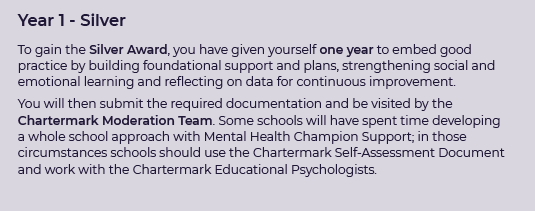 Year 1 - Silver
To gain the Silver Award, you have given yourself one year to embed good
practice by building foundational support and plans, strengthening social and
emotional learning and reflecting on data for continuous improvement.
You will then submit the required documentation and be visited by the
Chartermark Moderation Team. Some schools will have spent time developing
a whole school approach with Mental Health Champion Support; in those
circumstances schools should use the Chartermark Self-Assessment Document
and work with the Chartermark Educational Psychologists.